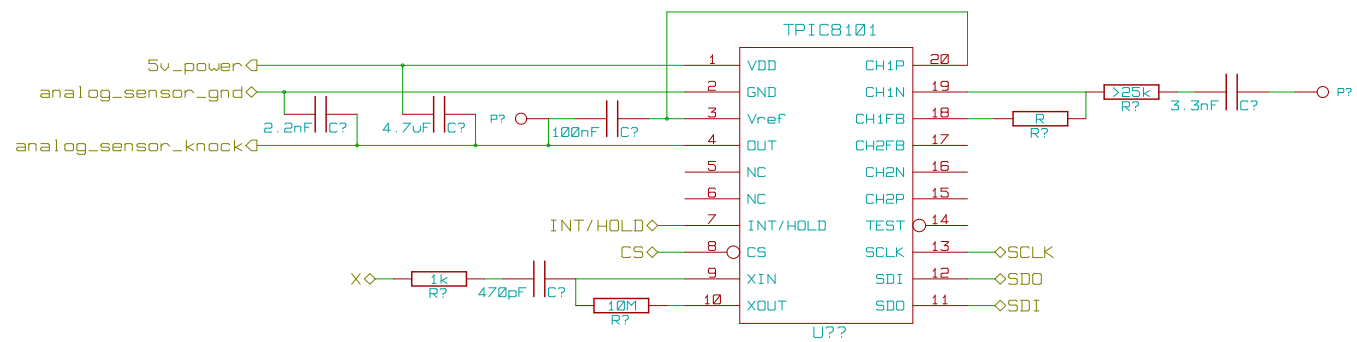 TPIC8101
5v_power 1 VDD CH1P 20
analog_sensor_gnd 2 GND CH1N 19 >25k R? 3.3nF C? P?
2.2nF C? 4.7uF C? P? 100nF C? 3 Vref CH1FB 18 R R?
analog_sensor_knock 4 OUT CH2FB 17
5 NC CH2N 16
6 NC CH2P 15
INT/HOLD 7 INT/HOLD TEST 14
CS 8 CS SCLK 13 SCLK
X 1k R? 470pF C? 9 XIN SDI 12 SDO
10M R? 10 XOUT SDO 11 SDI
U??